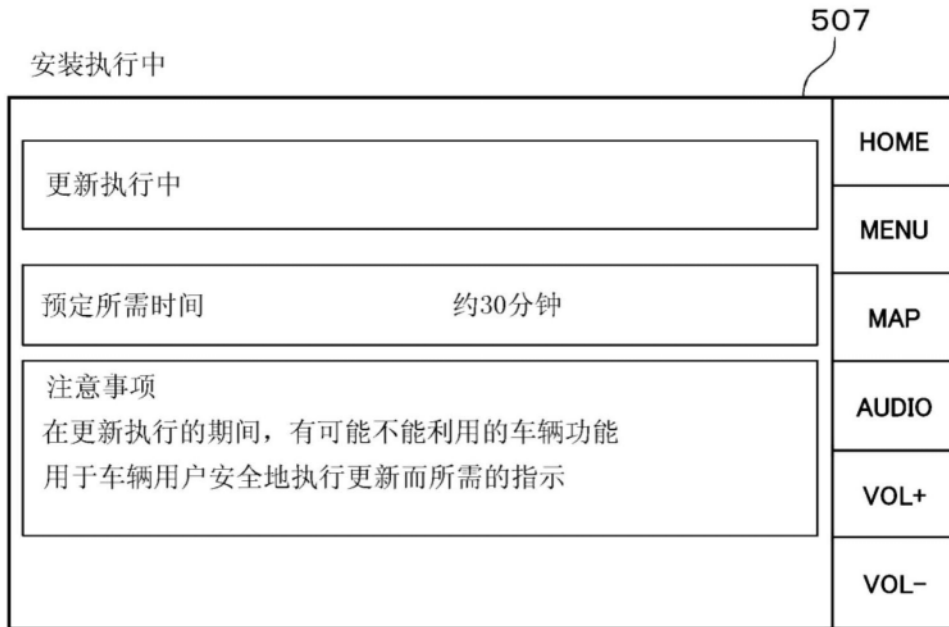 507
安装执行中
更新执行中
预定所需时间 约30分钟
注意事项
在更新执行的期间，有可能不能利用的车辆功能
用于车辆用户安全地执行更新而所需的指示
HOME
MENU
MAP
AUDIO
VOL+
VOL-